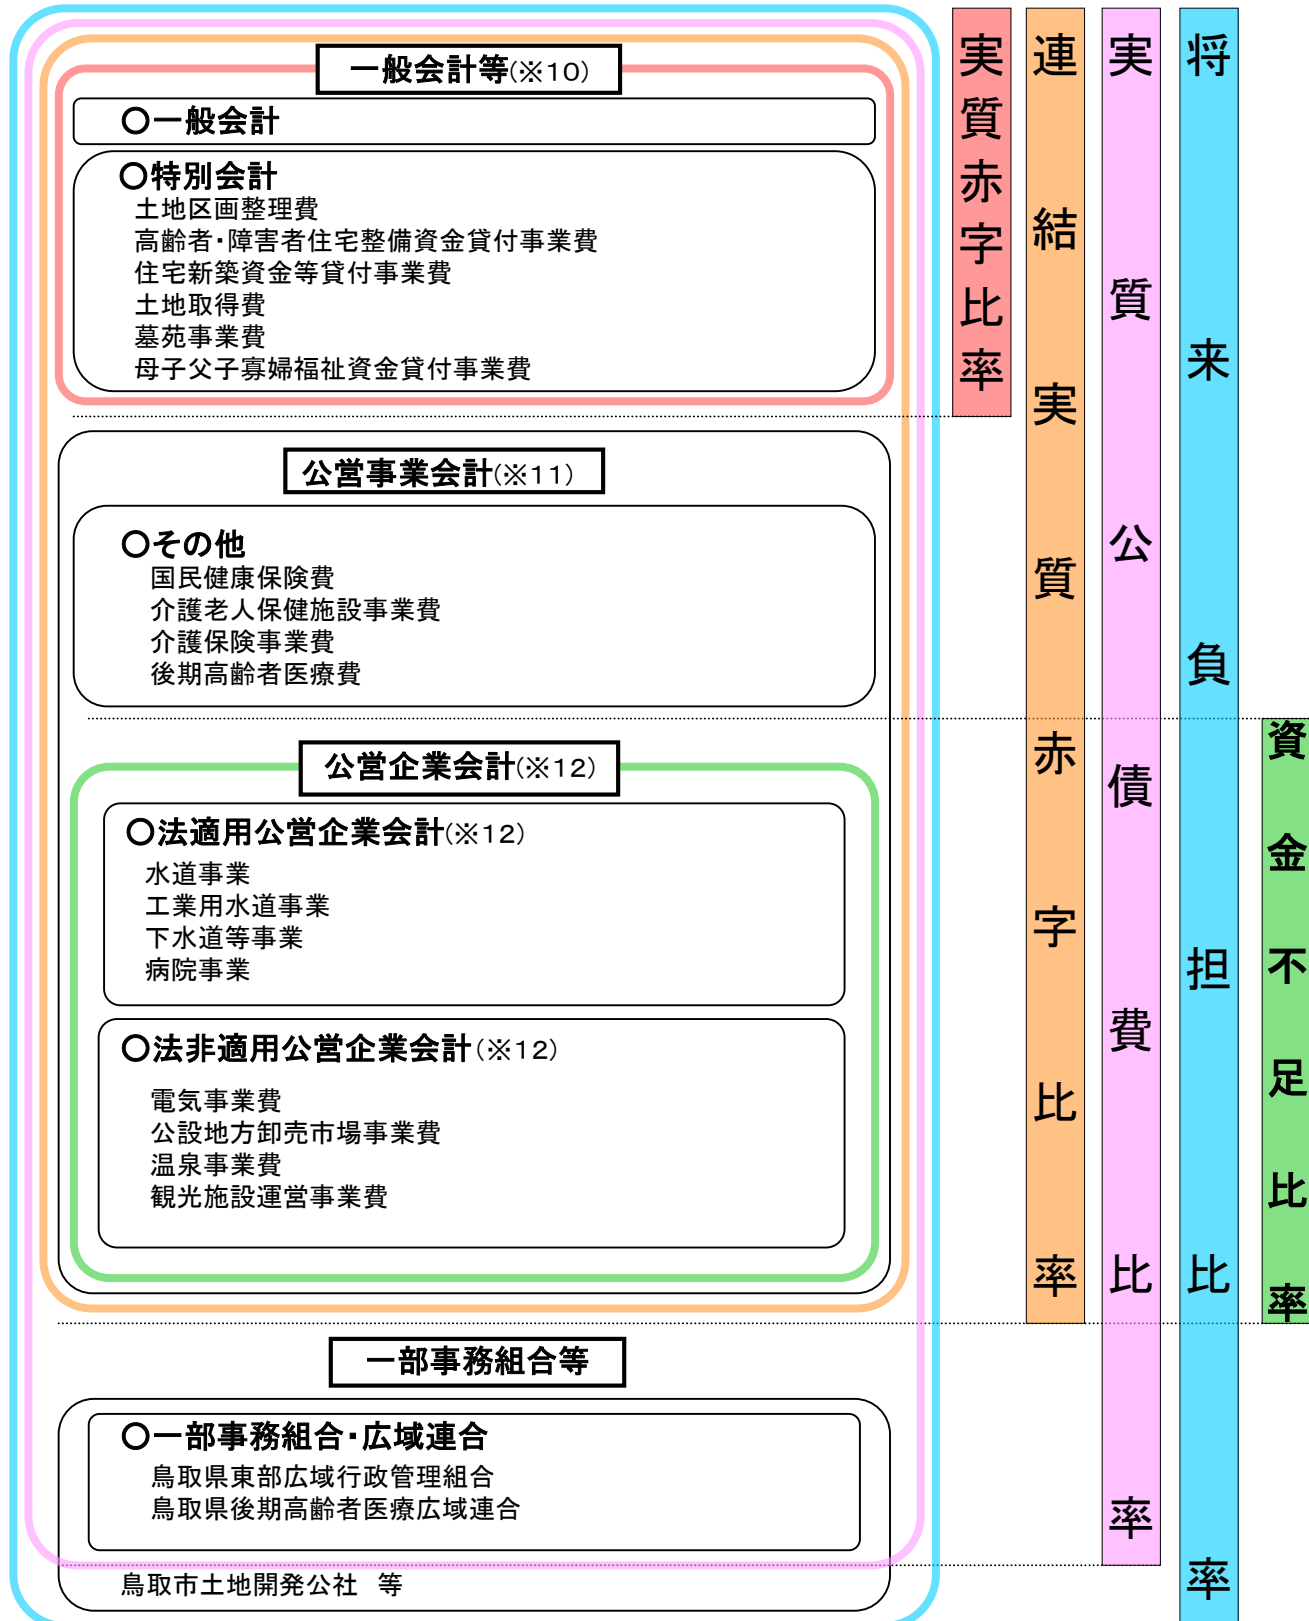 一般会計等(※10)
○一般会計
○特別会計
土地区画整理費
高齢者・障害者住宅整備資金貸付事業費
住宅新築資金等貸付事業費
土地取得費
墓苑事業費
母子父子寡婦福祉資金貸付事業費
公営事業会計(※11)
○その他
国民健康保険費
介護老人保健施設事業費
介護保険事業費
後期高齢者医療費
公営企業会計(※12)
○法適用公営企業会計(※12)
水道事業
工業用水道事業
下水道等事業
病院事業
○法非適用公営企業会計(※12)
電気事業費
公設地方卸売市場事業費
温泉事業費
観光施設運営事業費
一部事務組合等
○一部事務組合・広域連合
鳥取県東部広域行政管理組合
鳥取県後期高齢者医療広域連合
鳥取市土地開発公社 等
実質赤字比率
連結実質赤字比率
実質公債費比率
将来負担比率
資金不足比率